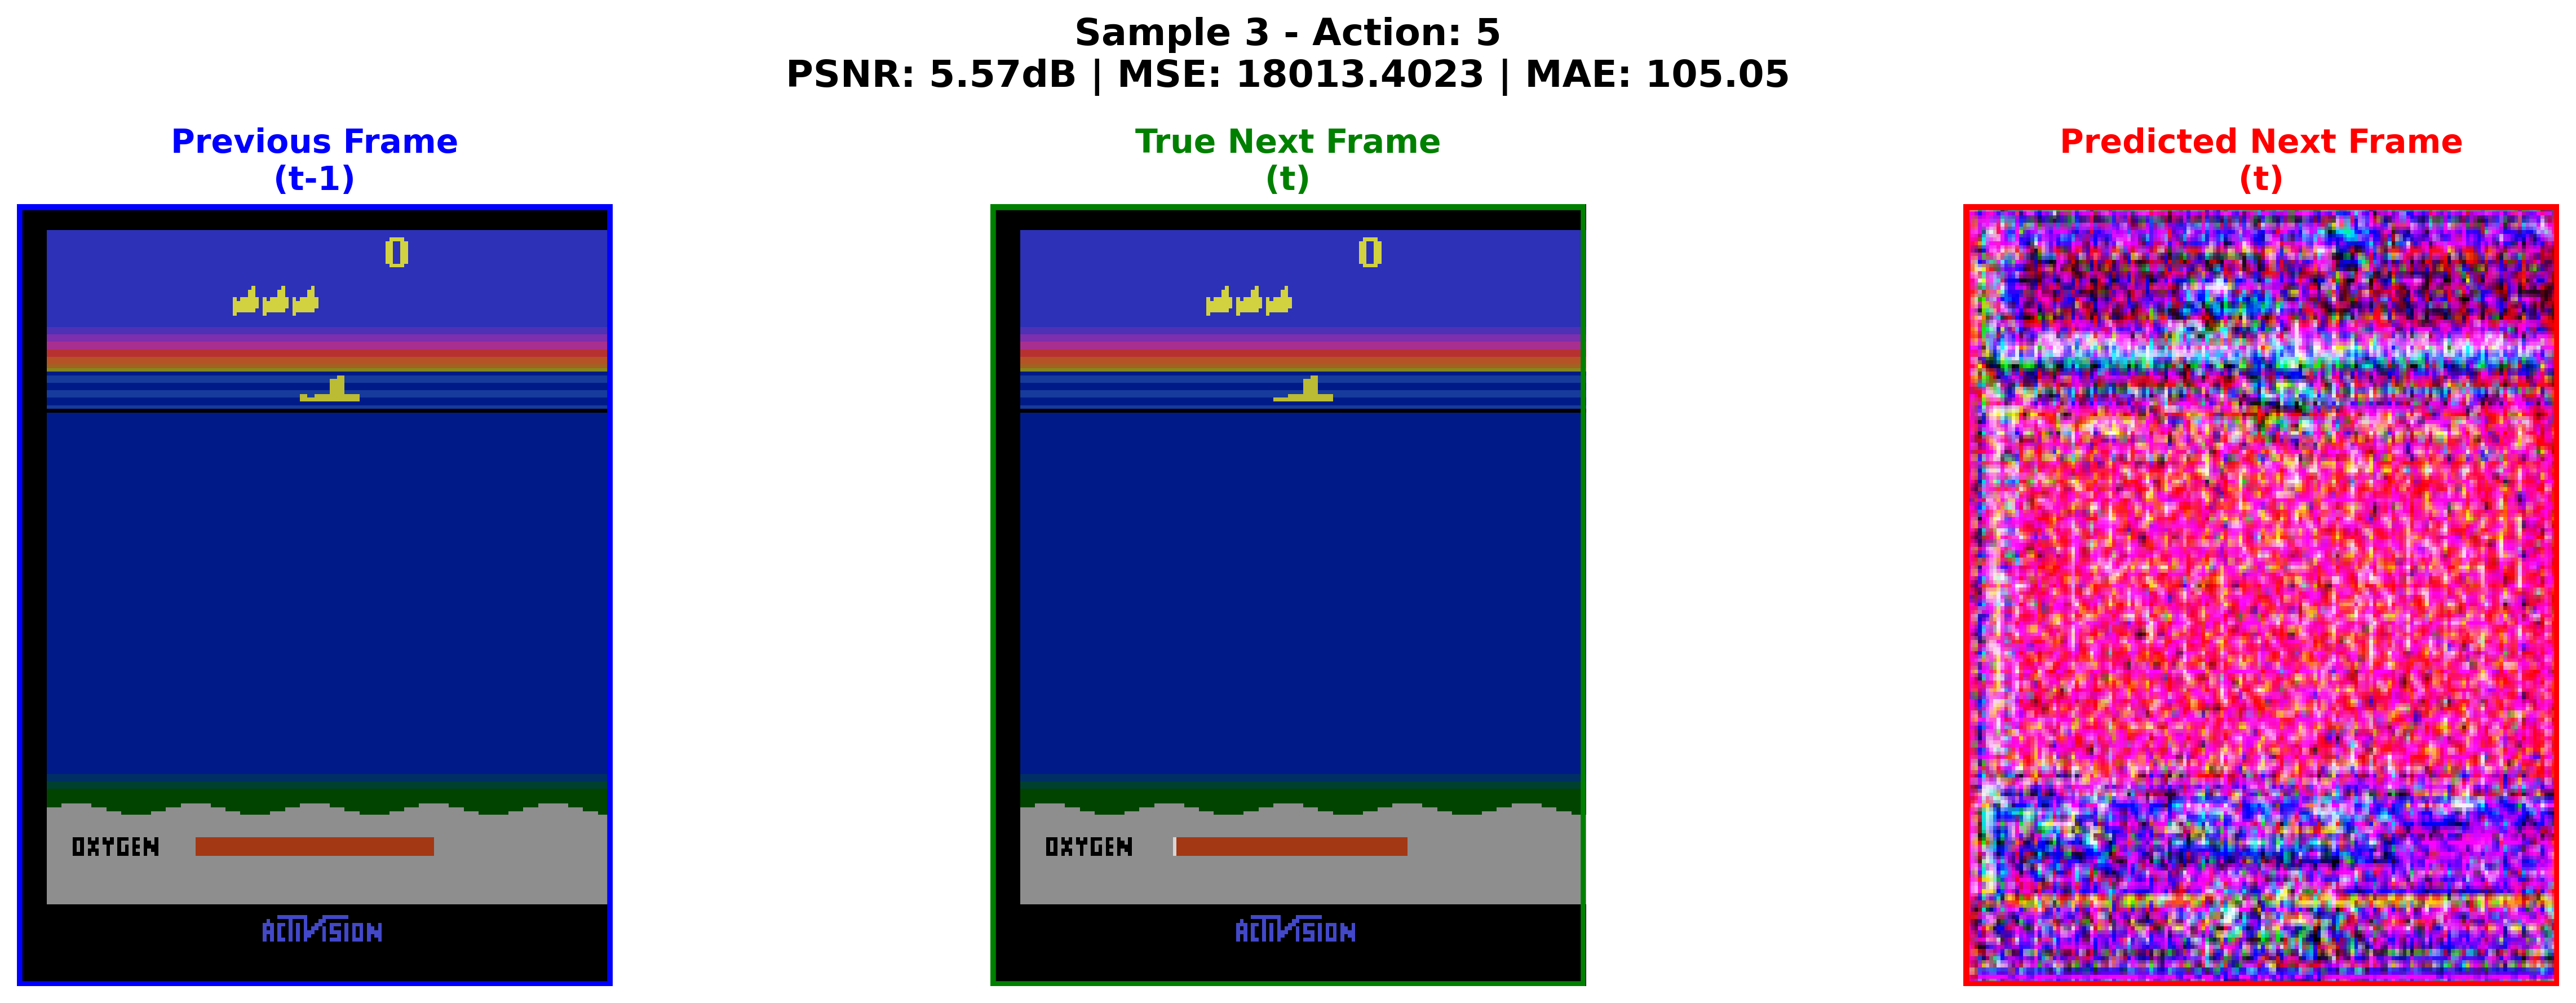 Sample 3 - Action: 5
PSNR: 5.57dB | MSE: 18013.4023 | MAE: 105.05
Previous Frame
(t-1)
True Next Frame
(t)
Predicted Next Frame
(t)
0
0
OXYGEN
OXYGEN
ACTIVISION
ACTIVISION